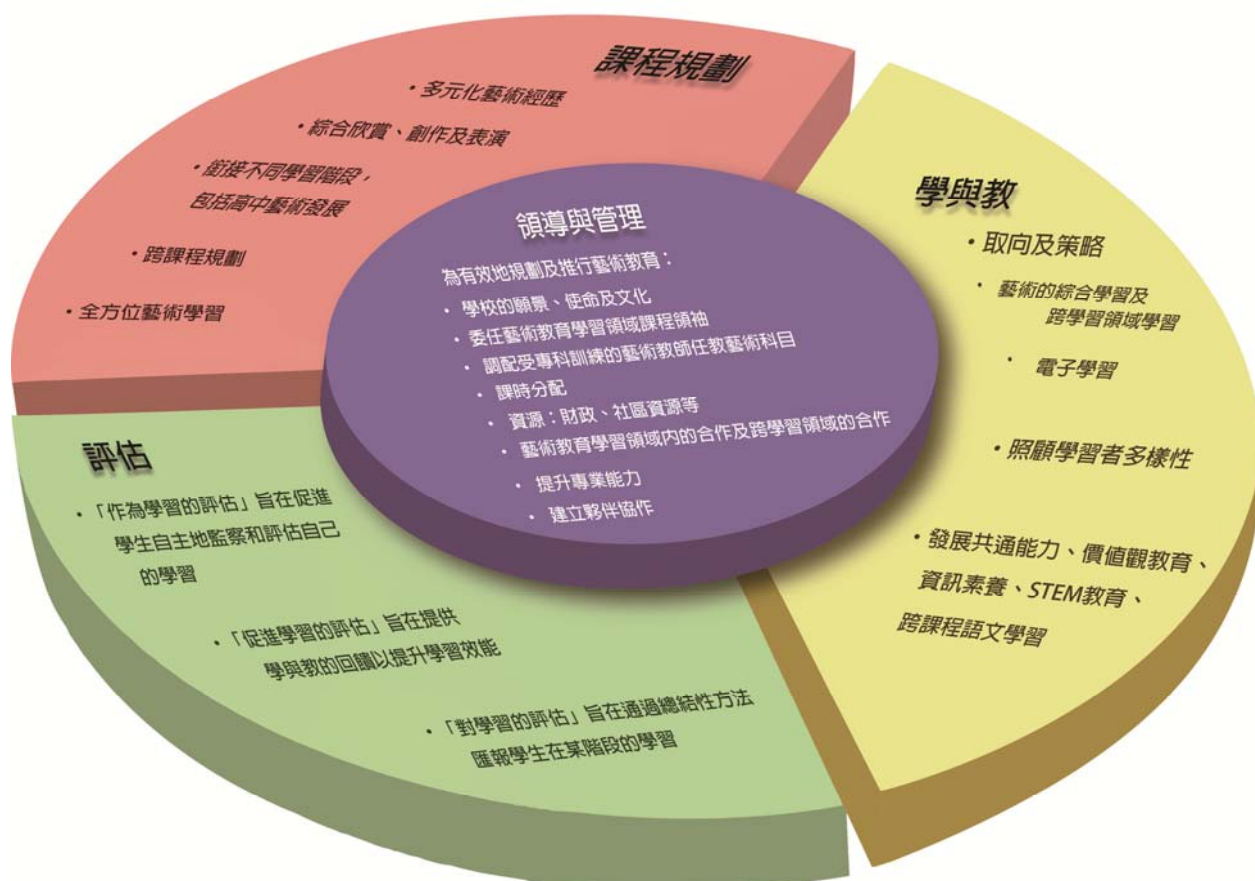 課程規劃
•多元化藝術經歷
•綜合欣賞、創作及表演
•銜接不同學習階段，
包括高中藝術發展
•跨課程規劃
•全方位藝術學習
學與教
•取向及策略
•藝術的綜合學習及
跨學習領域學習
•電子學習
•照顧學習者多樣性
•發展共通能力、價值觀教育、
資訊素養、STEM教育、
跨課程語文學習
領導與管理
為有效地規劃及推行藝術教育：
•學校的願景、使命及文化
•委任藝術教育學習領域課程領袖
•調配受專科訓練的藝術教師任教藝術科目
•課時分配
•資源：財政、社區資源等
•藝術教育學習領域內的合作及跨學習領域的合作
•提升專業能力
•建立夥伴協作
評估
•「作為學習的評估」旨在促進
學生自主地監察和評估自己
的學習
•「促進學習的評估」旨在提供
學與教的回饋以提升學習效能
•「對學習的評估」旨在通過總結性方法
匯報學生在某階段的學習